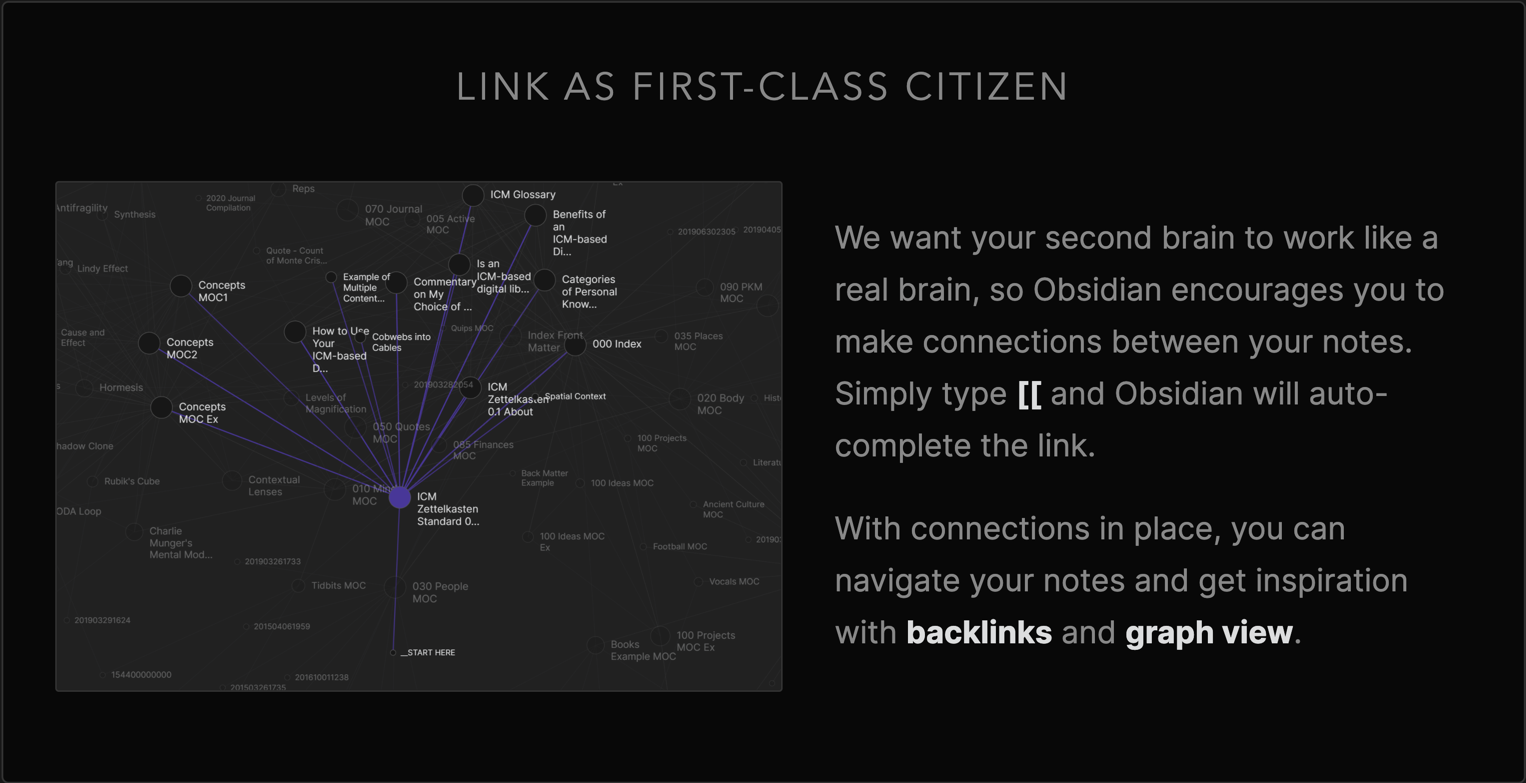 LINK AS FIRST-CLASS CITIZEN
Reps
2020 Journal
Compilation
Antifragility
Synthesis
070 Journal
MOC
005 Active
MOC
ICM Glossary
Benefits of
an
ICM-based
Di...
201906302305
20190405
Quote - Count
of Monte Cris...
Lindy Effect
Concepts
MOC1
Example of
Multiple
Content...
Commentary
on My
Choice of ...
Is an
ICM-based
digital lib...
Categories
of Personal
Know...
090 PKM
MOC
Cause and
Effect
Concepts
MOC2
How to Use
Your
ICM-based
D...
Cobwebs into
Cables
Quips MOC
Index Front
Matter
000 Index
035 Places
MOC
Hormesis
Concepts
MOC Ex
Levels of
Magnification
201903282054
ICM
Zettelkasten
0.1 About
Spatial Context
020 Body
MOC
Hist
050 Quotes
MOC
065 Finances
MOC
100 Projects
MOC
hadow Clone
Rubik's Cube
Contextual
Lenses
010 Mind
MOC
ICM
Zettelkasten
Standard 0...
Back Matter
Example
100 Ideas MOC
Literatu
Ancient Culture
MOC
ODA Loop
Charlie
Munger's
Mental Mod...
201903261733
100 Ideas MOC
Ex
Football MOC
20190
Tidbits MOC
030 People
MOC
Vocals MOC
201903291624
201504061959
__START HERE
Books
Example MOC
100 Projects
MOC Ex
154400000000
201503261735
201610011238
We want your second brain to work like a
real brain, so Obsidian encourages you to
make connections between your notes.
Simply type [[ and Obsidian will auto-
complete the link.
With connections in place, you can
navigate your notes and get inspiration
with backlinks and graph view.